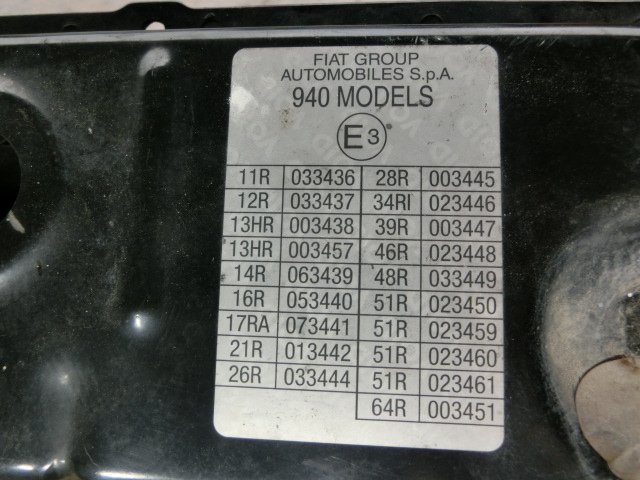 FIAT GROUP
AUTOMOBILES S.p.A.
940 MODELS
E3
11R 033436 28R 003445
12R 033437 34RI 023446
13HR 003438 39R 003447
13HR 003457 46R 023448
14R 063439 48R 033449
16R 053440 51R 023450
17RA 073441 51R 023459
21R 013442 51R 023460
26R 033444 51R 023461
64R 003451